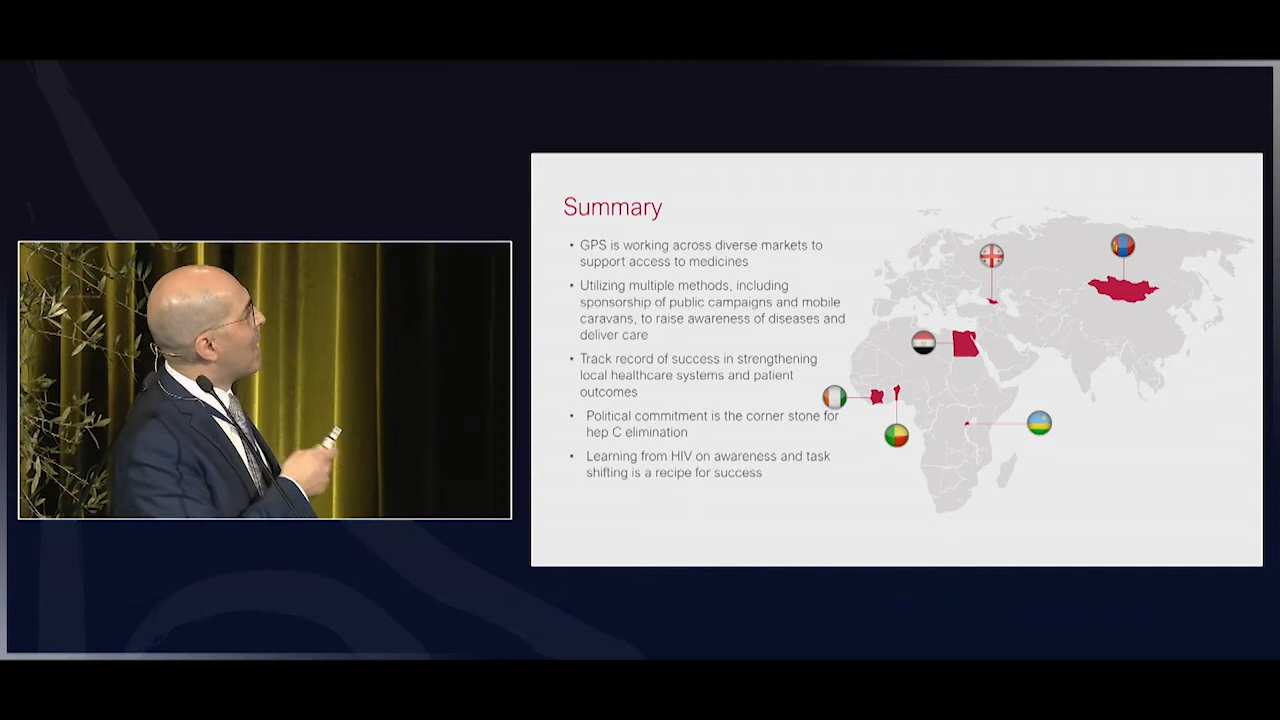 Summary
• GPS is working across diverse markets to
support access to medicines
• Utilizing multiple methods, including
sponsorship of public campaigns and mobile
caravans, to raise awareness of diseases and
deliver care
• Track record of success in strengthening
local healthcare systems and patient
outcomes
• Political commitment is the corner stone for
hep C elimination
• Learning from HIV on awareness and task
shifting is a recipe for success